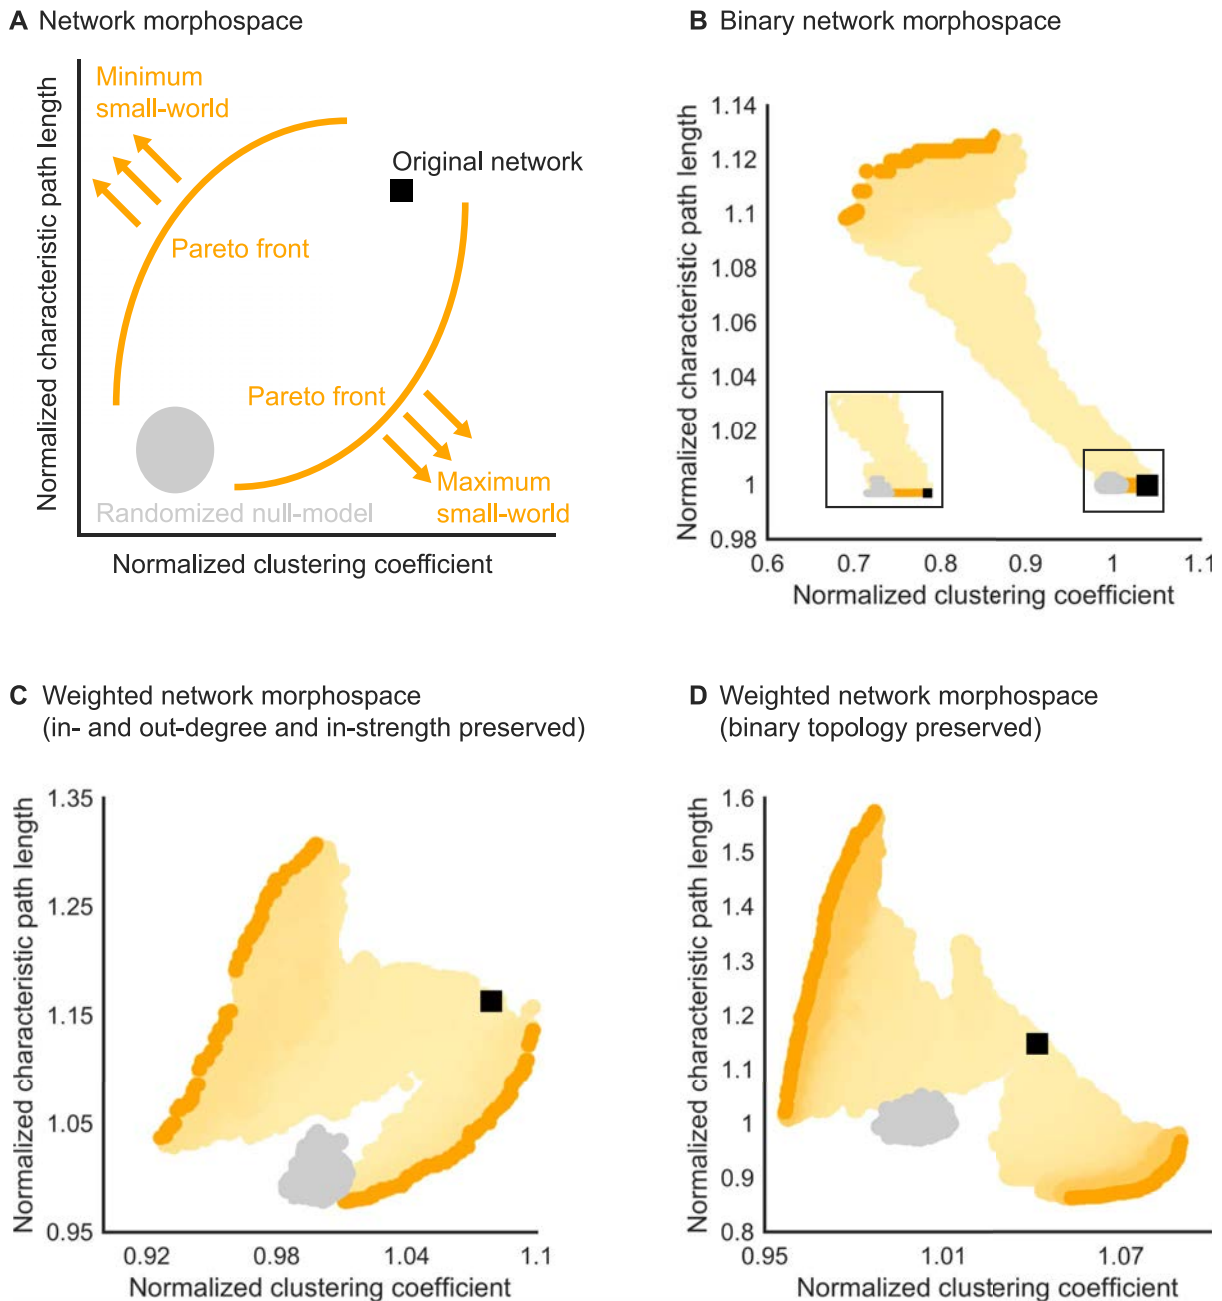 A Network morphospace
Normalized characteristic path length
Minimum
small-world
Original network
Pareto front
Pareto front
Randomized null-model
Maximum
small-world
Normalized clustering coefficient
B Binary network morphospace
Normalized characteristic path length
1.14
1.12
1.1
1.08
1.06
1.04
1.02
1
0.98
0.6 0.7 0.8 0.9 1 1.1
Normalized clustering coefficient
C Weighted network morphospace
(in- and out-degree and in-strength preserved)
Normalized characteristic path length
1.35
1.25
1.15
1.05
0.95
0.92 0.98 1.04 1.1
Normalized clustering coefficient
D Weighted network morphospace
(binary topology preserved)
Normalized characteristic path length
1.6
1.5
1.4
1.3
1.2
1.1
1
0.9
0.8
0.95 1.01 1.07
Normalized clustering coefficient